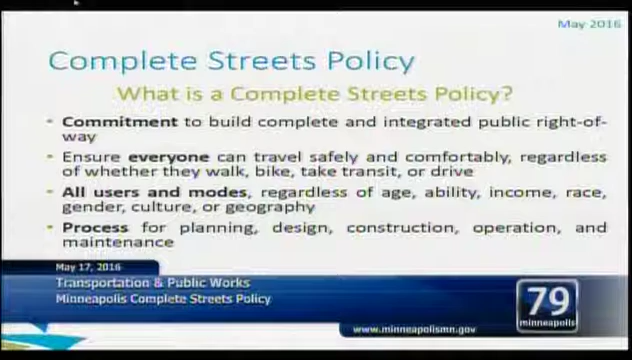 May 2016
Complete Streets Policy
What is a Complete Streets Policy?
• Commitment to build complete and integrated public right-of-
way
• Ensure everyone can travel safely and comfortably, regardless
of whether they walk, bike, take transit, or drive
• All users and modes, regardless of age, ability, income, race,
gender, culture, or geography
• Process for planning, design, construction, operation, and
maintenance
May 17, 2016
Transportation & Public Works
Minneapolis Complete Streets Policy
79
minneapolis
www.minneapolismn.gov